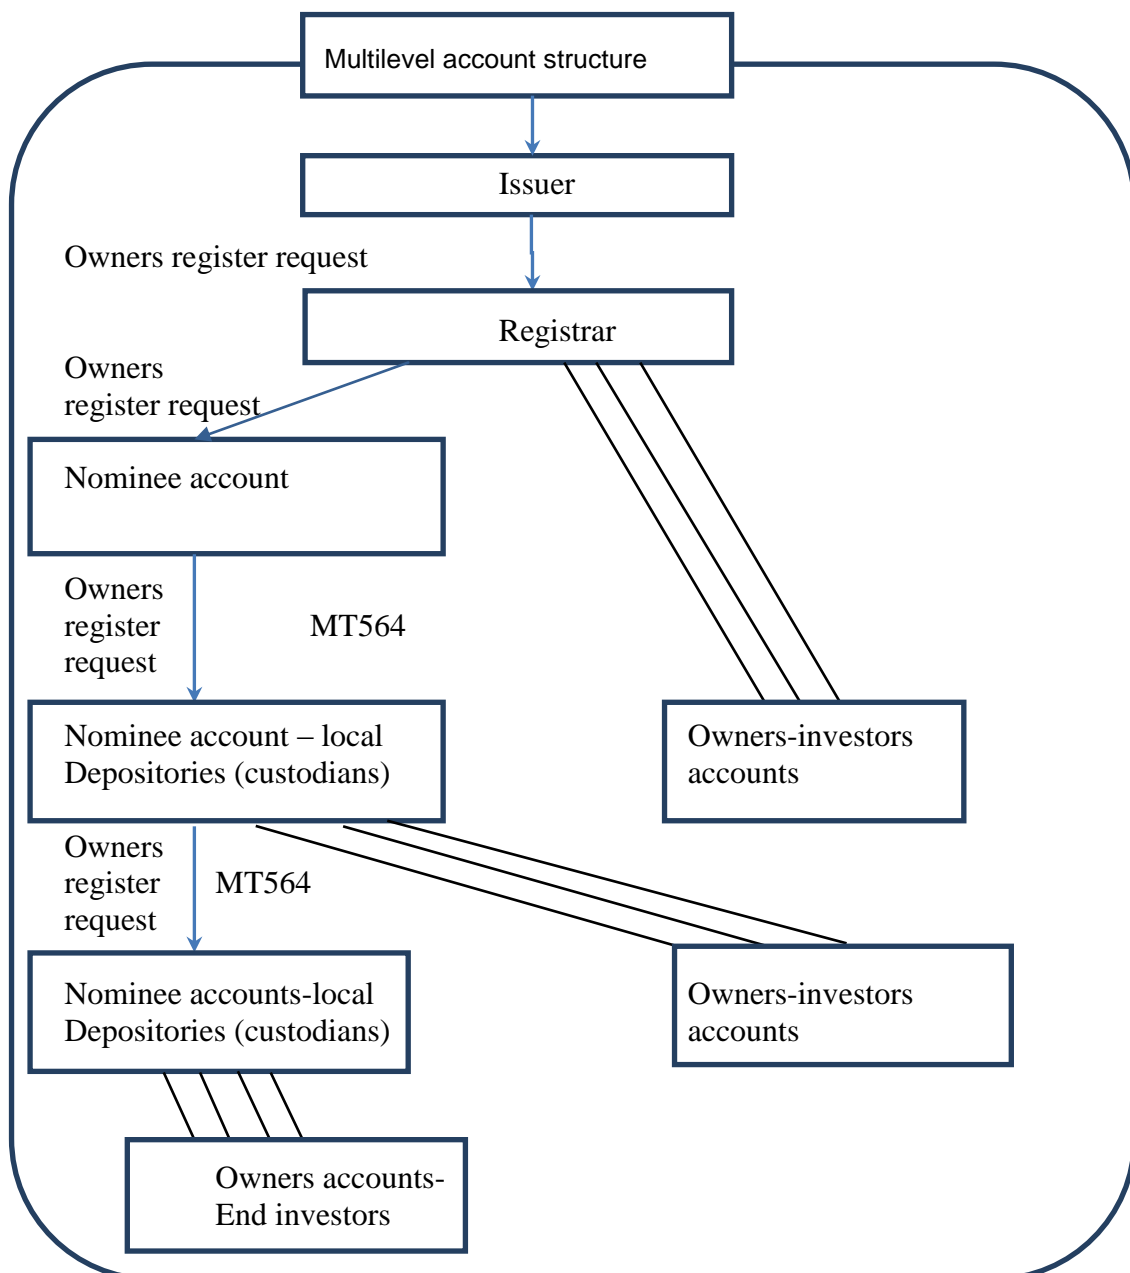 Multilevel account structure
Issuer
Owners register request
Registrar
Owners
register request
Nominee account
Owners
register
request
MT564
Nominee account – local
Depositories (custodians)
Owners-investors
accounts
Owners
register
request
MT564
Nominee accounts-local
Depositories (custodians)
Owners-investors
accounts
Owners accounts-
End investors